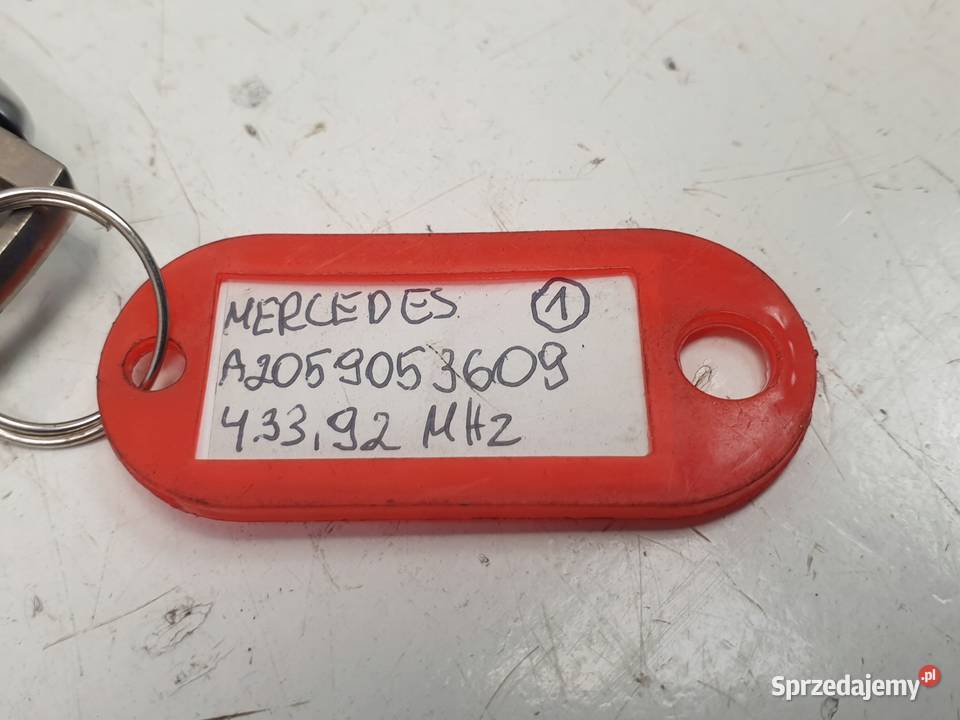 MERCEDES ①
A2059053609
433,92 MHz
Sprzedajemy.pl